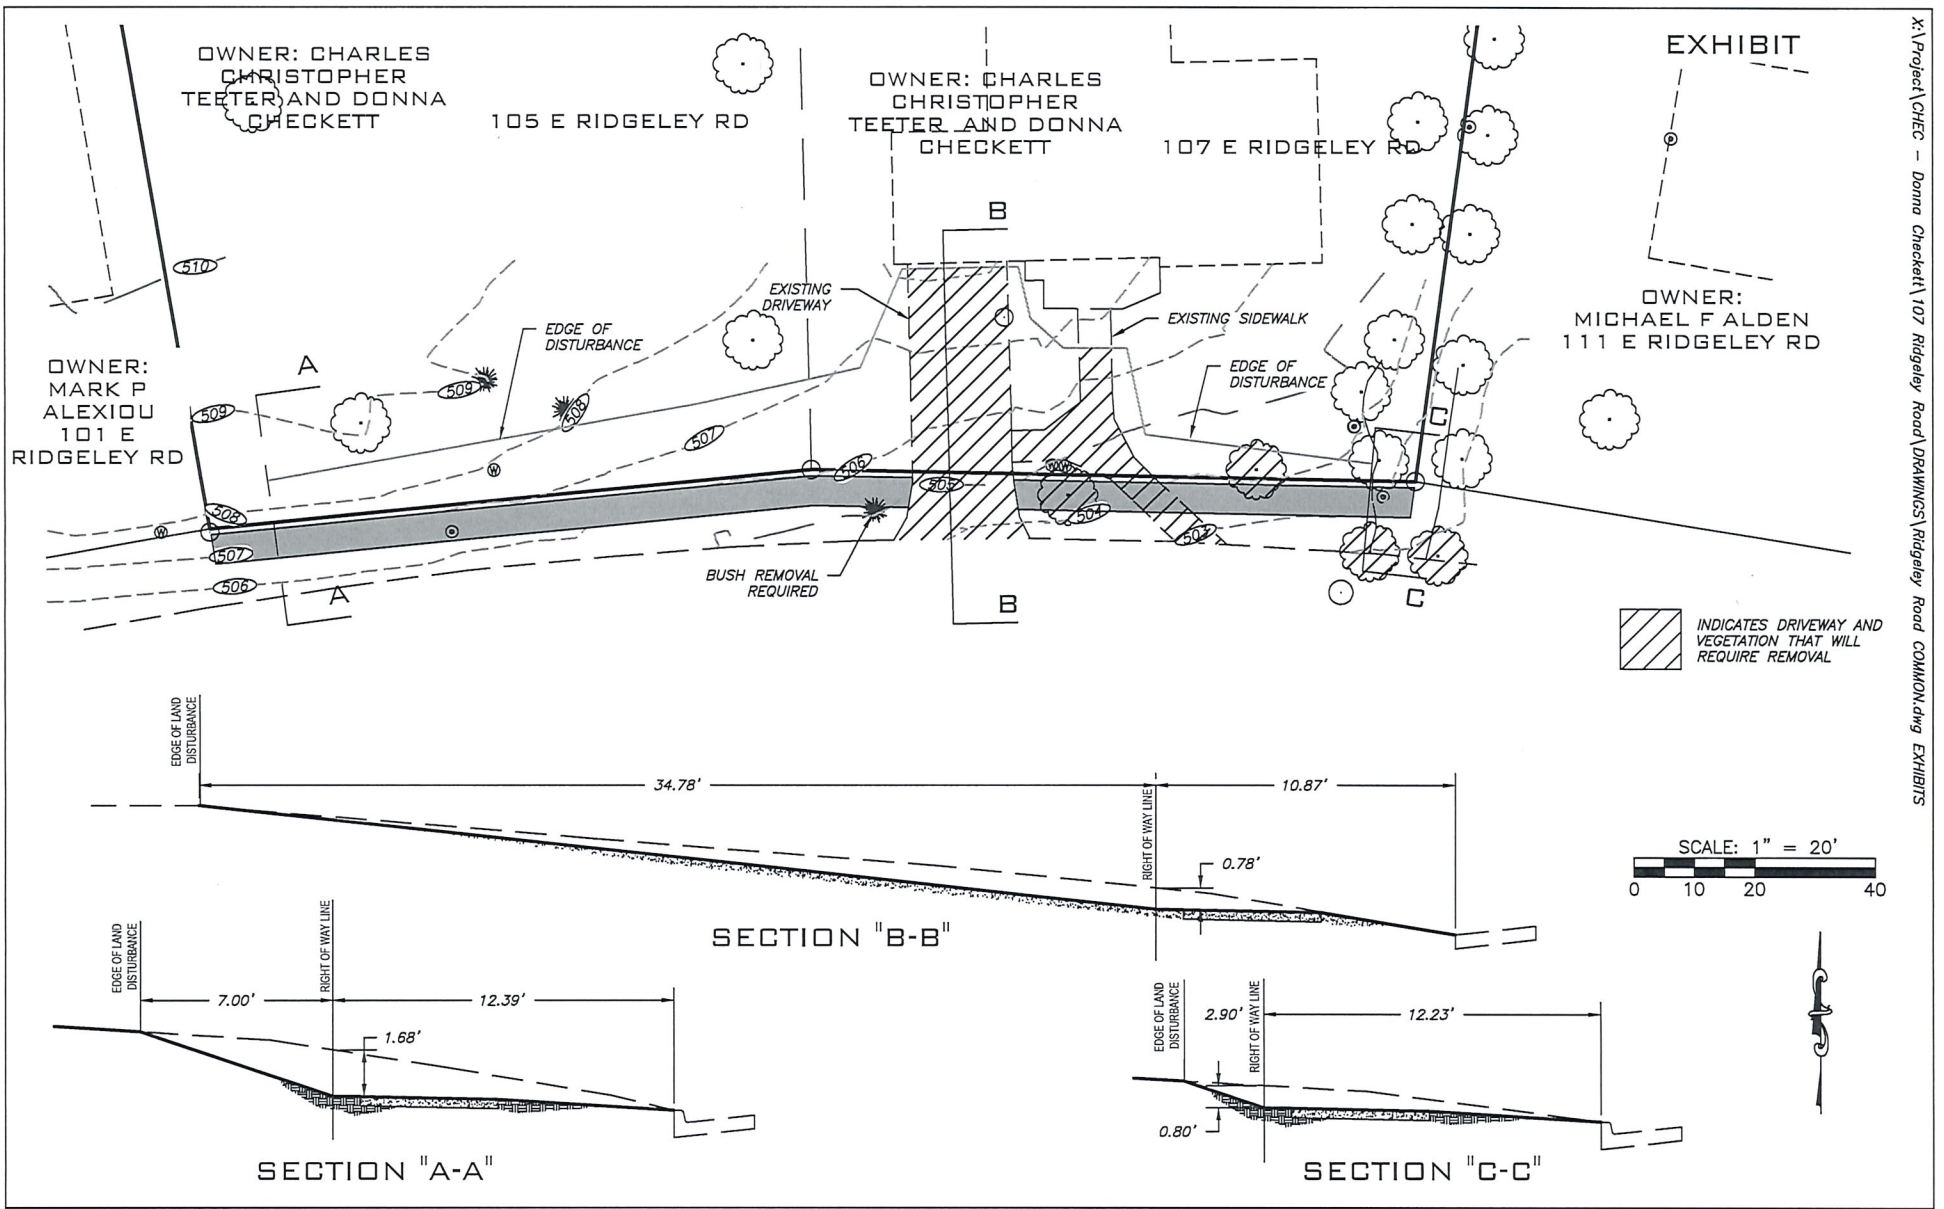 EXHIBIT
OWNER: CHARLES
CHRISTOPHER
TEETER AND DONNA
CHECKETT
105 E RIDGELEY RD
OWNER: CHARLES
CHRISTOPHER
TEETER AND DONNA
CHECKETT
107 E RIDGELEY RD
B
510
EXISTING
DRIVEWAY
EXISTING SIDEWALK
OWNER:
MICHAEL F ALDEN
111 E RIDGELEY RD
EDGE OF
DISTURBANCE
OWNER:
MARK P
ALEXIOU
101 E
RIDGELEY RD
A
509
509
508
507
506
505
EDGE OF
DISTURBANCE
C
W
508
W
507
506
504
503
BUSH REMOVAL
REQUIRED
A
B
C
INDICATES DRIVEWAY AND
VEGETATION THAT WILL
REQUIRE REMOVAL
X:\Project\CHEC - Donna Checkett\107 Ridgeley Road\DRAWINGS\Ridgeley Road COMMON.dwg EXHIBITS
EDGE OF LAND
DISTURBANCE
34.78'
RIGHT OF WAY LINE
10.87'
0.78'
SECTION "B-B"
SCALE: 1" = 20'
0 10 20 40
EDGE OF LAND
DISTURBANCE
7.00'
RIGHT OF WAY LINE
12.39'
1.68'
SECTION "A-A"
EDGE OF LAND
DISTURBANCE
2.90'
RIGHT OF WAY LINE
12.23'
0.80'
SECTION "C-C"